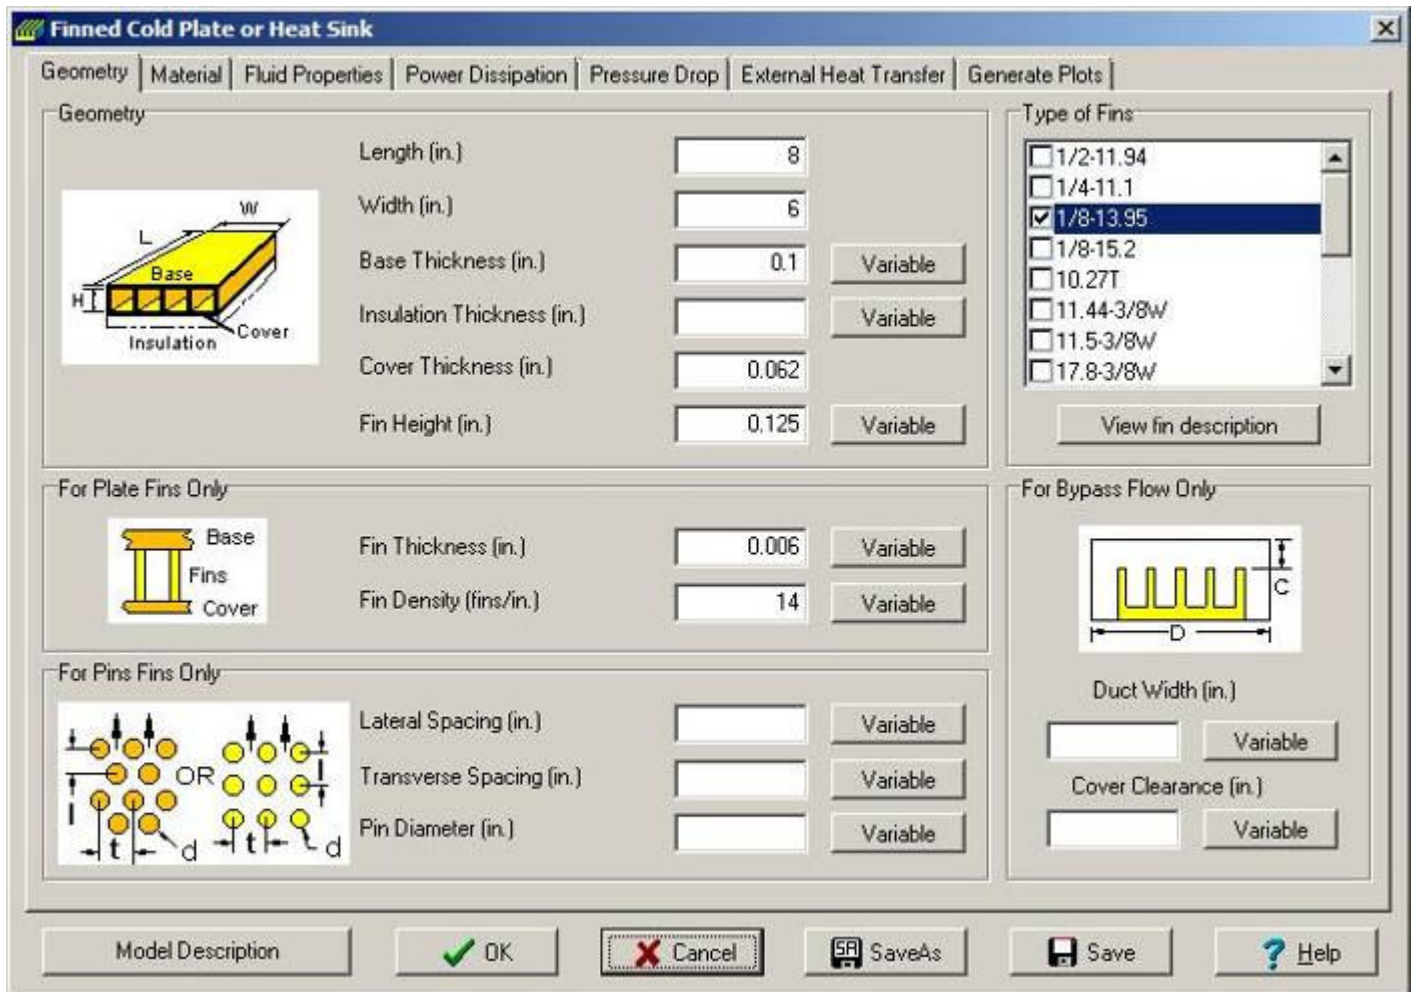 Finned Cold Plate or Heat Sink
Geometry Material Fluid Properties Power Dissipation Pressure Drop External Heat Transfer Generate Plots
Geometry
W
L
Base
H
Cover
Insulation
Length (in.) 8
Width (in.) 6
Base Thickness (in.) 0.1 Variable
Insulation Thickness (in.) Variable
Cover Thickness (in.) 0.062
Fin Height (in.) 0.125 Variable
Type of Fins
1/2-11.94
1/4-11.1
1/8-13.95
1/8-15.2
10.27T
11.44-3/8W
11.5-3/8W
17.8-3/8W
View fin description
For Plate Fins Only
Base
Fins
Cover
Fin Thickness (in.) 0.006 Variable
Fin Density (fins/in.) 14 Variable
For Pins Fins Only
OR
l
l
t
d
t
d
Lateral Spacing (in.) Variable
Transverse Spacing (in.) Variable
Pin Diameter (in.) Variable
For Bypass Flow Only
C
D
Duct Width (in.)
Variable
Cover Clearance (in.)
Variable
Model Description OK Cancel SA SaveAs Save ? Help